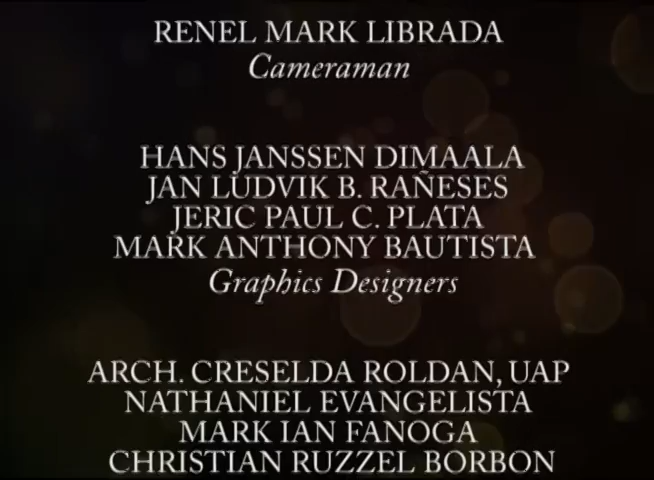 RENEL MARK LIBRADA
Cameraman
HANS JANSSEN DIMAALA
JAN LUDVIK B. RAÑESES
JERIC PAUL C. PLATA
MARK ANTHONY BAUTISTA
Graphics Designers
ARCH. CRESELDA ROLDAN, UAP
NATHANIEL EVANGELISTA
MARK IAN FANOGA
CHRISTIAN RUZZEL BORBON